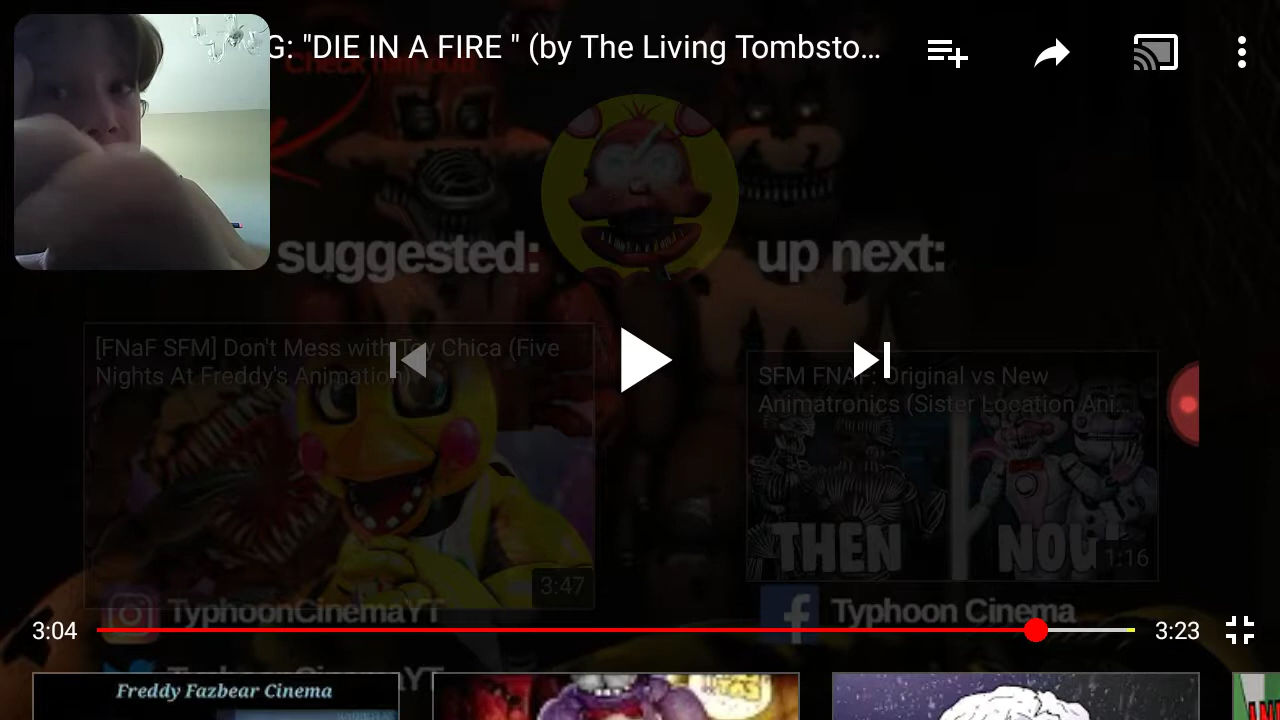 G: "DIE IN A FIRE " (by The Living Tombsto...
suggested:
up next:
[FNaF SFM] Don't Mess with Toy Chica (Five
Nights At Freddy's Animation)
3:47
SFM FNAF: Original vs New
Animatronics (Sister Location Ani...
THEN
NOW
1:16
TyphoonCinemaYT
Typhoon Cinema
3:04
3:23
TyphoonCinemaYT
Freddy Fazbear Cinema